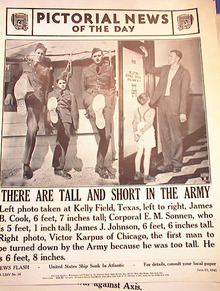 PICTORIAL NEWS
OF THE DAY
THERE ARE TALL AND SHORT IN THE ARMY
Left photo taken at Kelly Field, Texas, left to right, James
B. Cook, 6 feet, 7 inches tall; Corporal E. M. Sonnen, who
is 5 feet, 1 inch tall; James J. Johnson, 6 feet, 6 inches tall.
Right photo, Victor Karpus of Chicago, the first man to
be turned down by the Army because he was too tall. He
is 6 feet, 8 inches.
NEWS FLASH - United States Ship Sunk In Atlantic - For details, consult your local paper
against Axis.